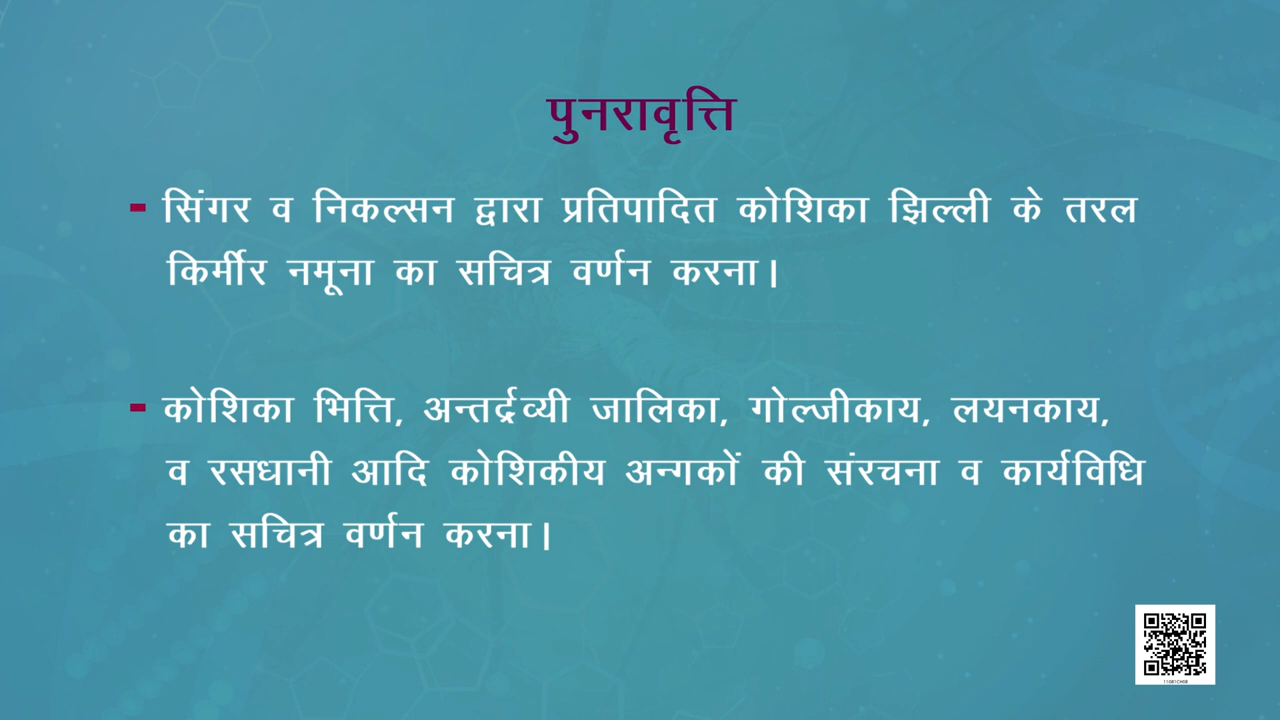 पुनरावृत्ति
- सिंगर व निकल्सन द्वारा प्रतिपादित कोशिका झिल्ली के तरल
किर्मीर नमूना का सचित्र वर्णन करना।
- कोशिका भित्ति, अन्तर्द्रव्यी जालिका, गोल्जीकाय, लयनकाय,
व रसधानी आदि कोशिकीय अन्गकों की संरचना व कार्यविधि
का सचित्र वर्णन करना।
11081CH08